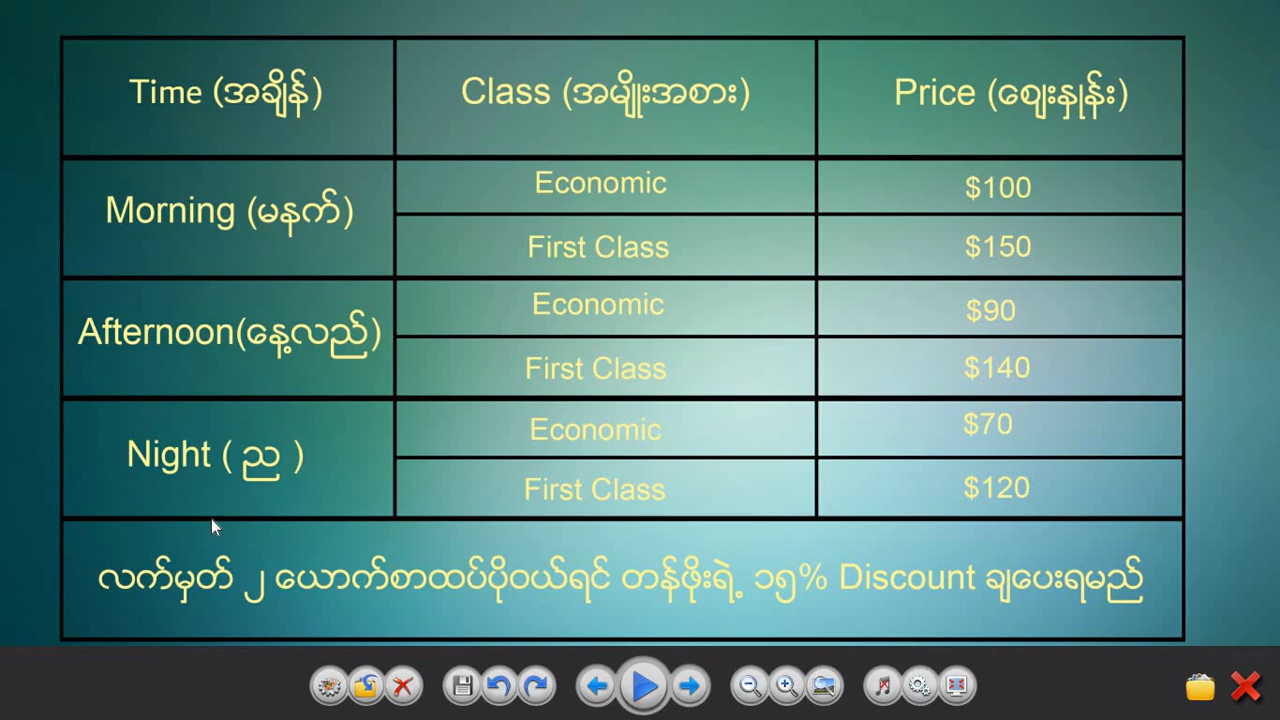 Time (အချိန်) Class (အမျိုးအစား) Price (ဈေးနှုန်း)
Morning (မနက်) Economic $100
First Class $150
Afternoon(နေ့လည်) Economic $90
First Class $140
Night ( ည ) Economic $70
First Class $120
လက်မှတ် ၂ ယောက်စာထပ်ပိုဝယ်ရင် တန်ဖိုးရဲ့ ၁၅% Discount ချပေးရမည်